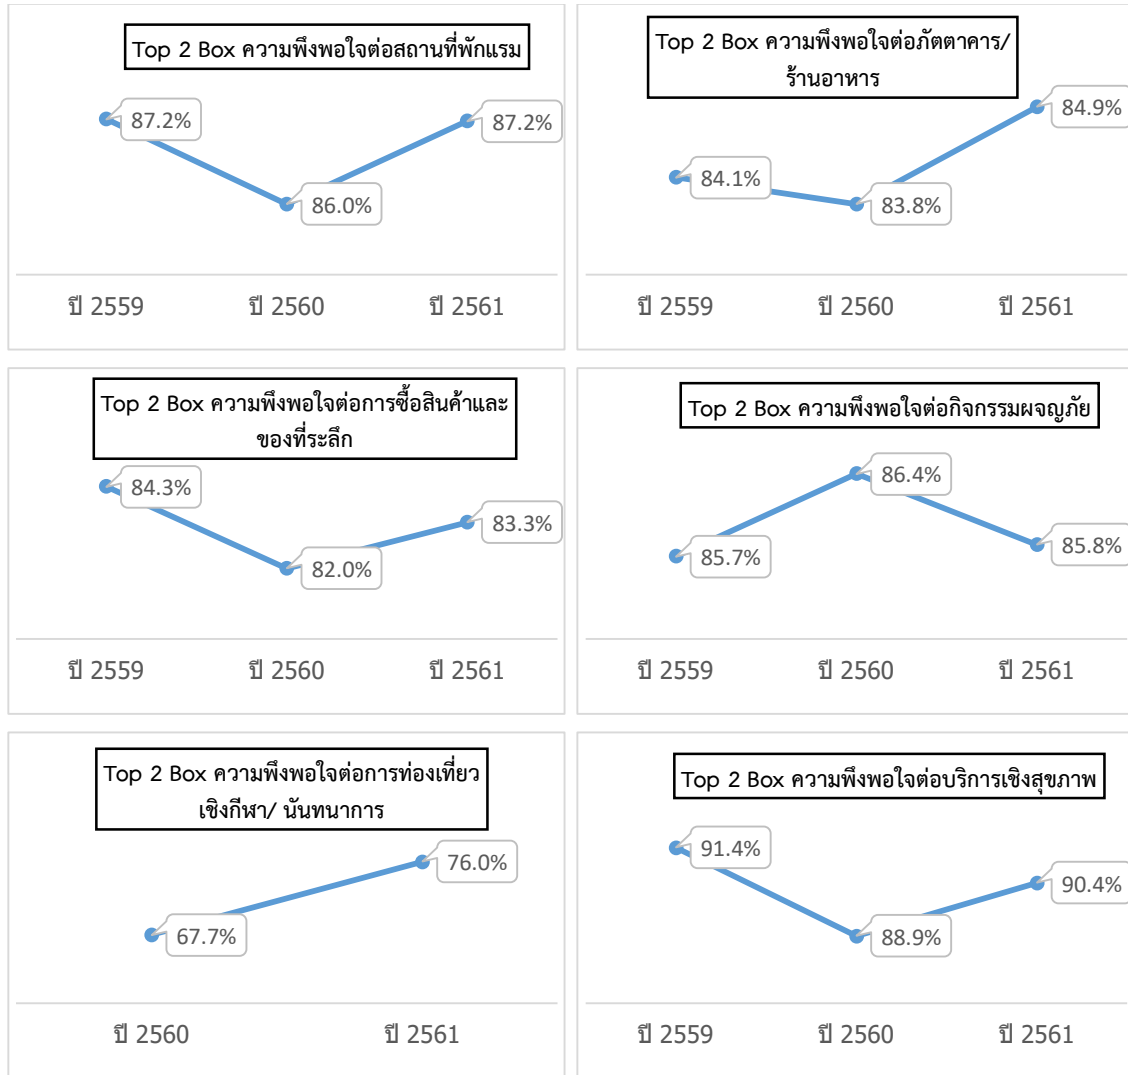 Top 2 Box ความพึงพอใจต่อสถานที่พักแรม
87.2%
86.0%
87.2%
ปี 2559
ปี 2560
ปี 2561
Top 2 Box ความพึงพอใจต่อภัตตาคาร/
ร้านอาหาร
84.1%
83.8%
84.9%
ปี 2559
ปี 2560
ปี 2561
Top 2 Box ความพึงพอใจต่อการซื้อสินค้าและ
ของที่ระลึก
84.3%
82.0%
83.3%
ปี 2559
ปี 2560
ปี 2561
Top 2 Box ความพึงพอใจต่อกิจกรรมผจญภัย
85.7%
86.4%
85.8%
ปี 2559
ปี 2560
ปี 2561
Top 2 Box ความพึงพอใจต่อการท่องเที่ยว
เชิงกีฬา/ นันทนาการ
67.7%
76.0%
ปี 2560
ปี 2561
Top 2 Box ความพึงพอใจต่อบริการเชิงสุขภาพ
91.4%
88.9%
90.4%
ปี 2559
ปี 2560
ปี 2561